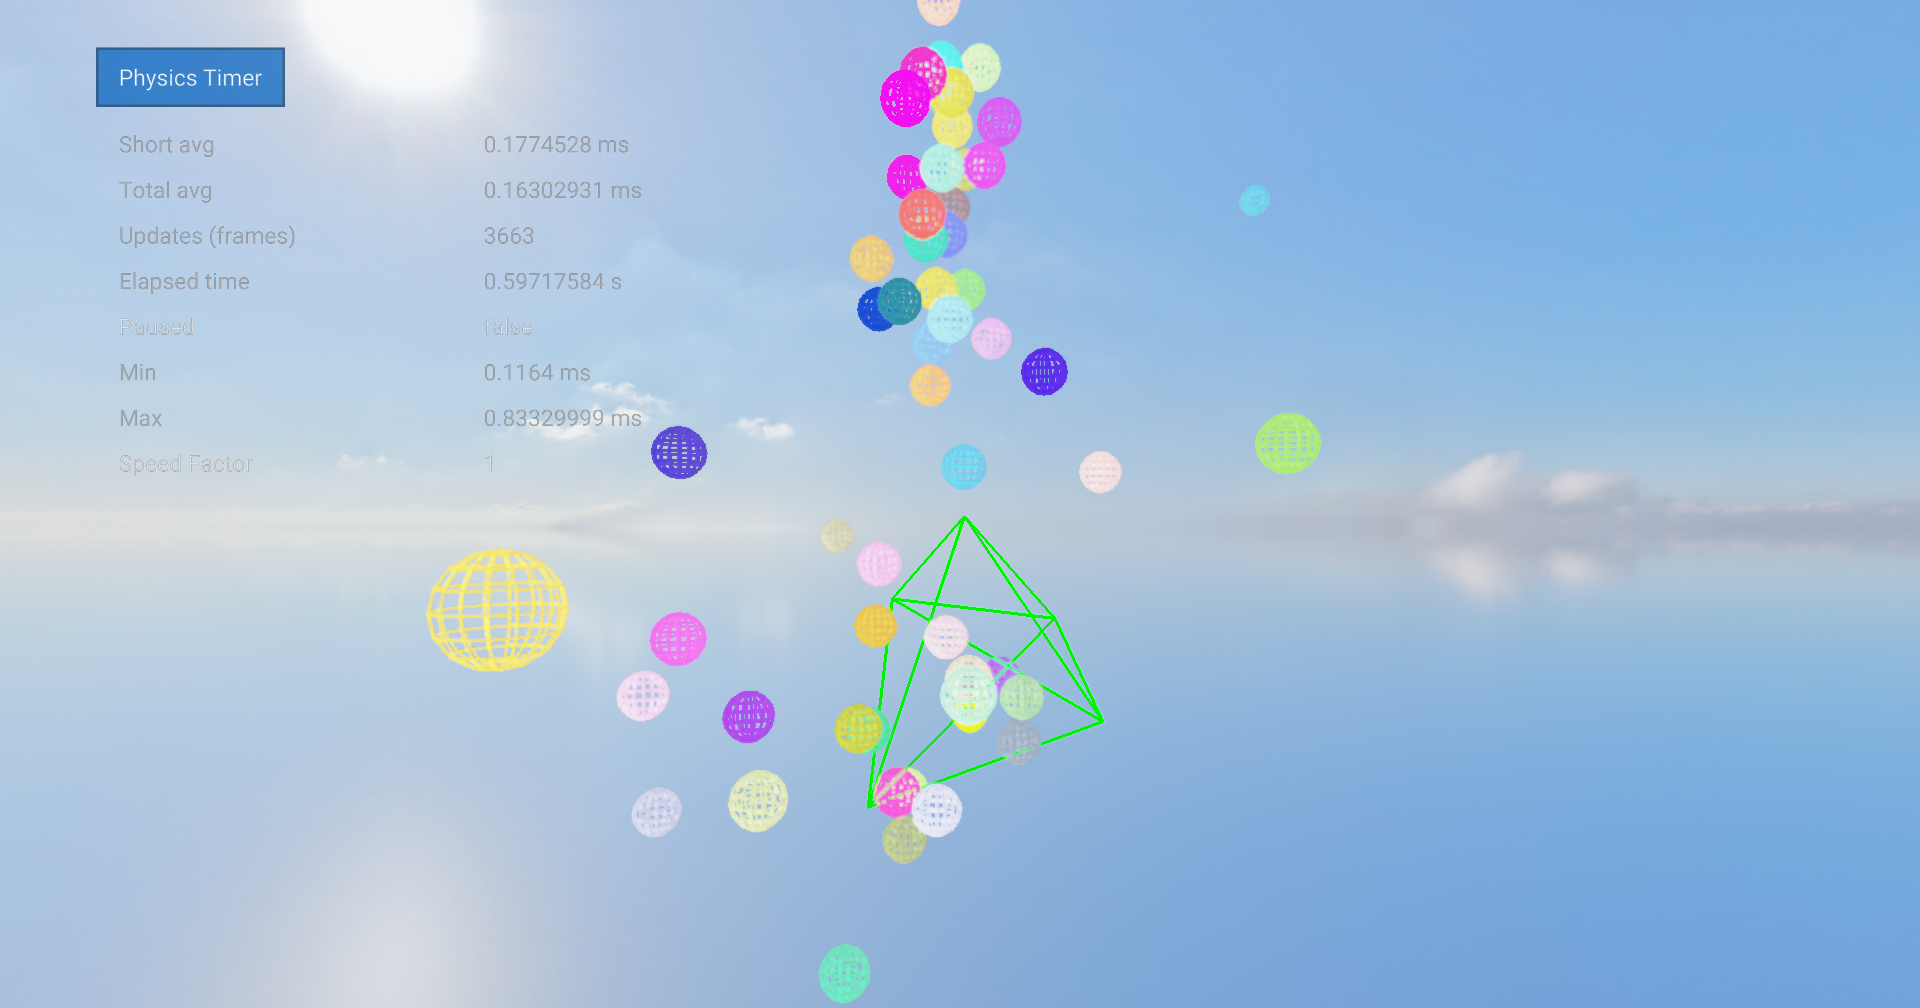 Physics Timer
Short avg 0.1774528 ms
Total avg 0.16302931 ms
Updates (frames) 3663
Elapsed time 0.59717584 s
Paused false
Min 0.1164 ms
Max 0.83329999 ms
Speed Factor 1